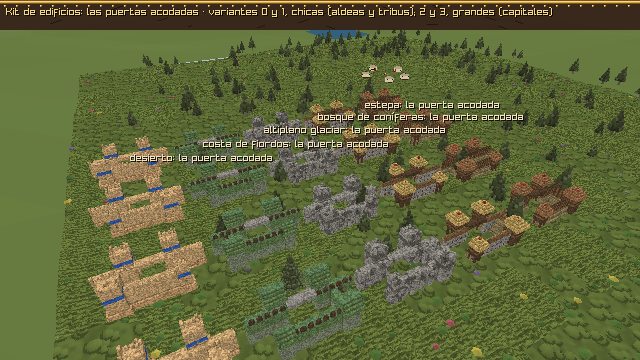 Kit de edificios: las puertas acodadas · variantes 0 y 1, chicas (aldeas y tribus); 2 y 3, grandes (capitales)
estepa: la puerta acodada
bosque de coníferas: la puerta acodada
altiplano glaciar: la puerta acodada
costa de fiordos: la puerta acodada
desierto: la puerta acodada